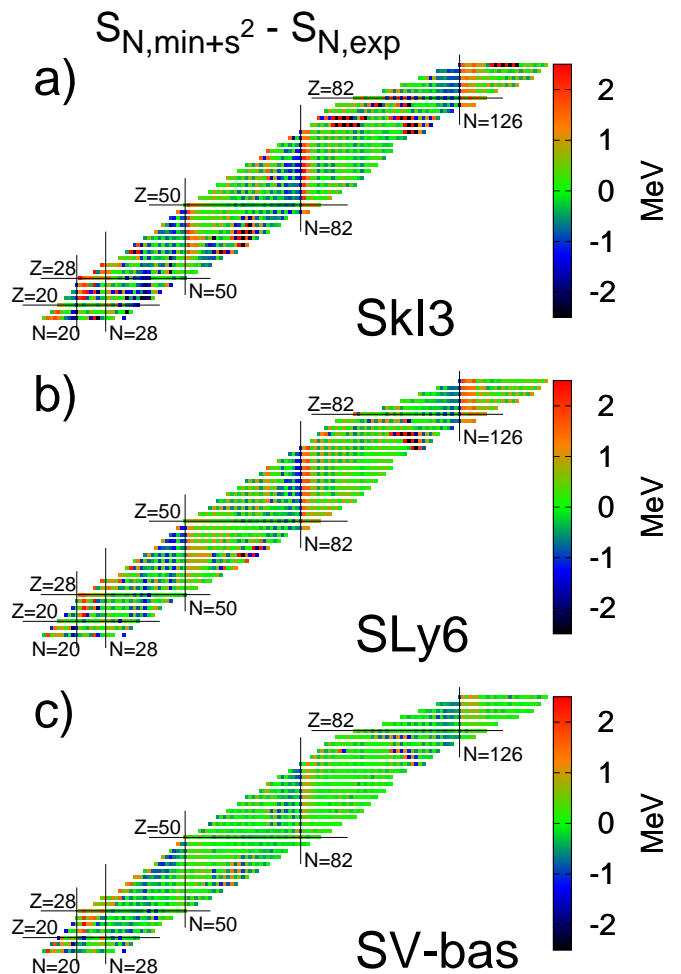 S_N,min+s² - S_N,exp
a)
Z=82
N=126
Z=50
N=82
Z=28
N=50
Z=20
N=20
N=28
SkI3
2
1
0
-1
-2
MeV
b)
Z=82
N=126
Z=50
N=82
Z=28
N=50
Z=20
N=20
N=28
SLy6
2
1
0
-1
-2
MeV
c)
Z=82
N=126
Z=50
N=82
Z=28
N=50
Z=20
N=20
N=28
SV-bas
2
1
0
-1
-2
MeV